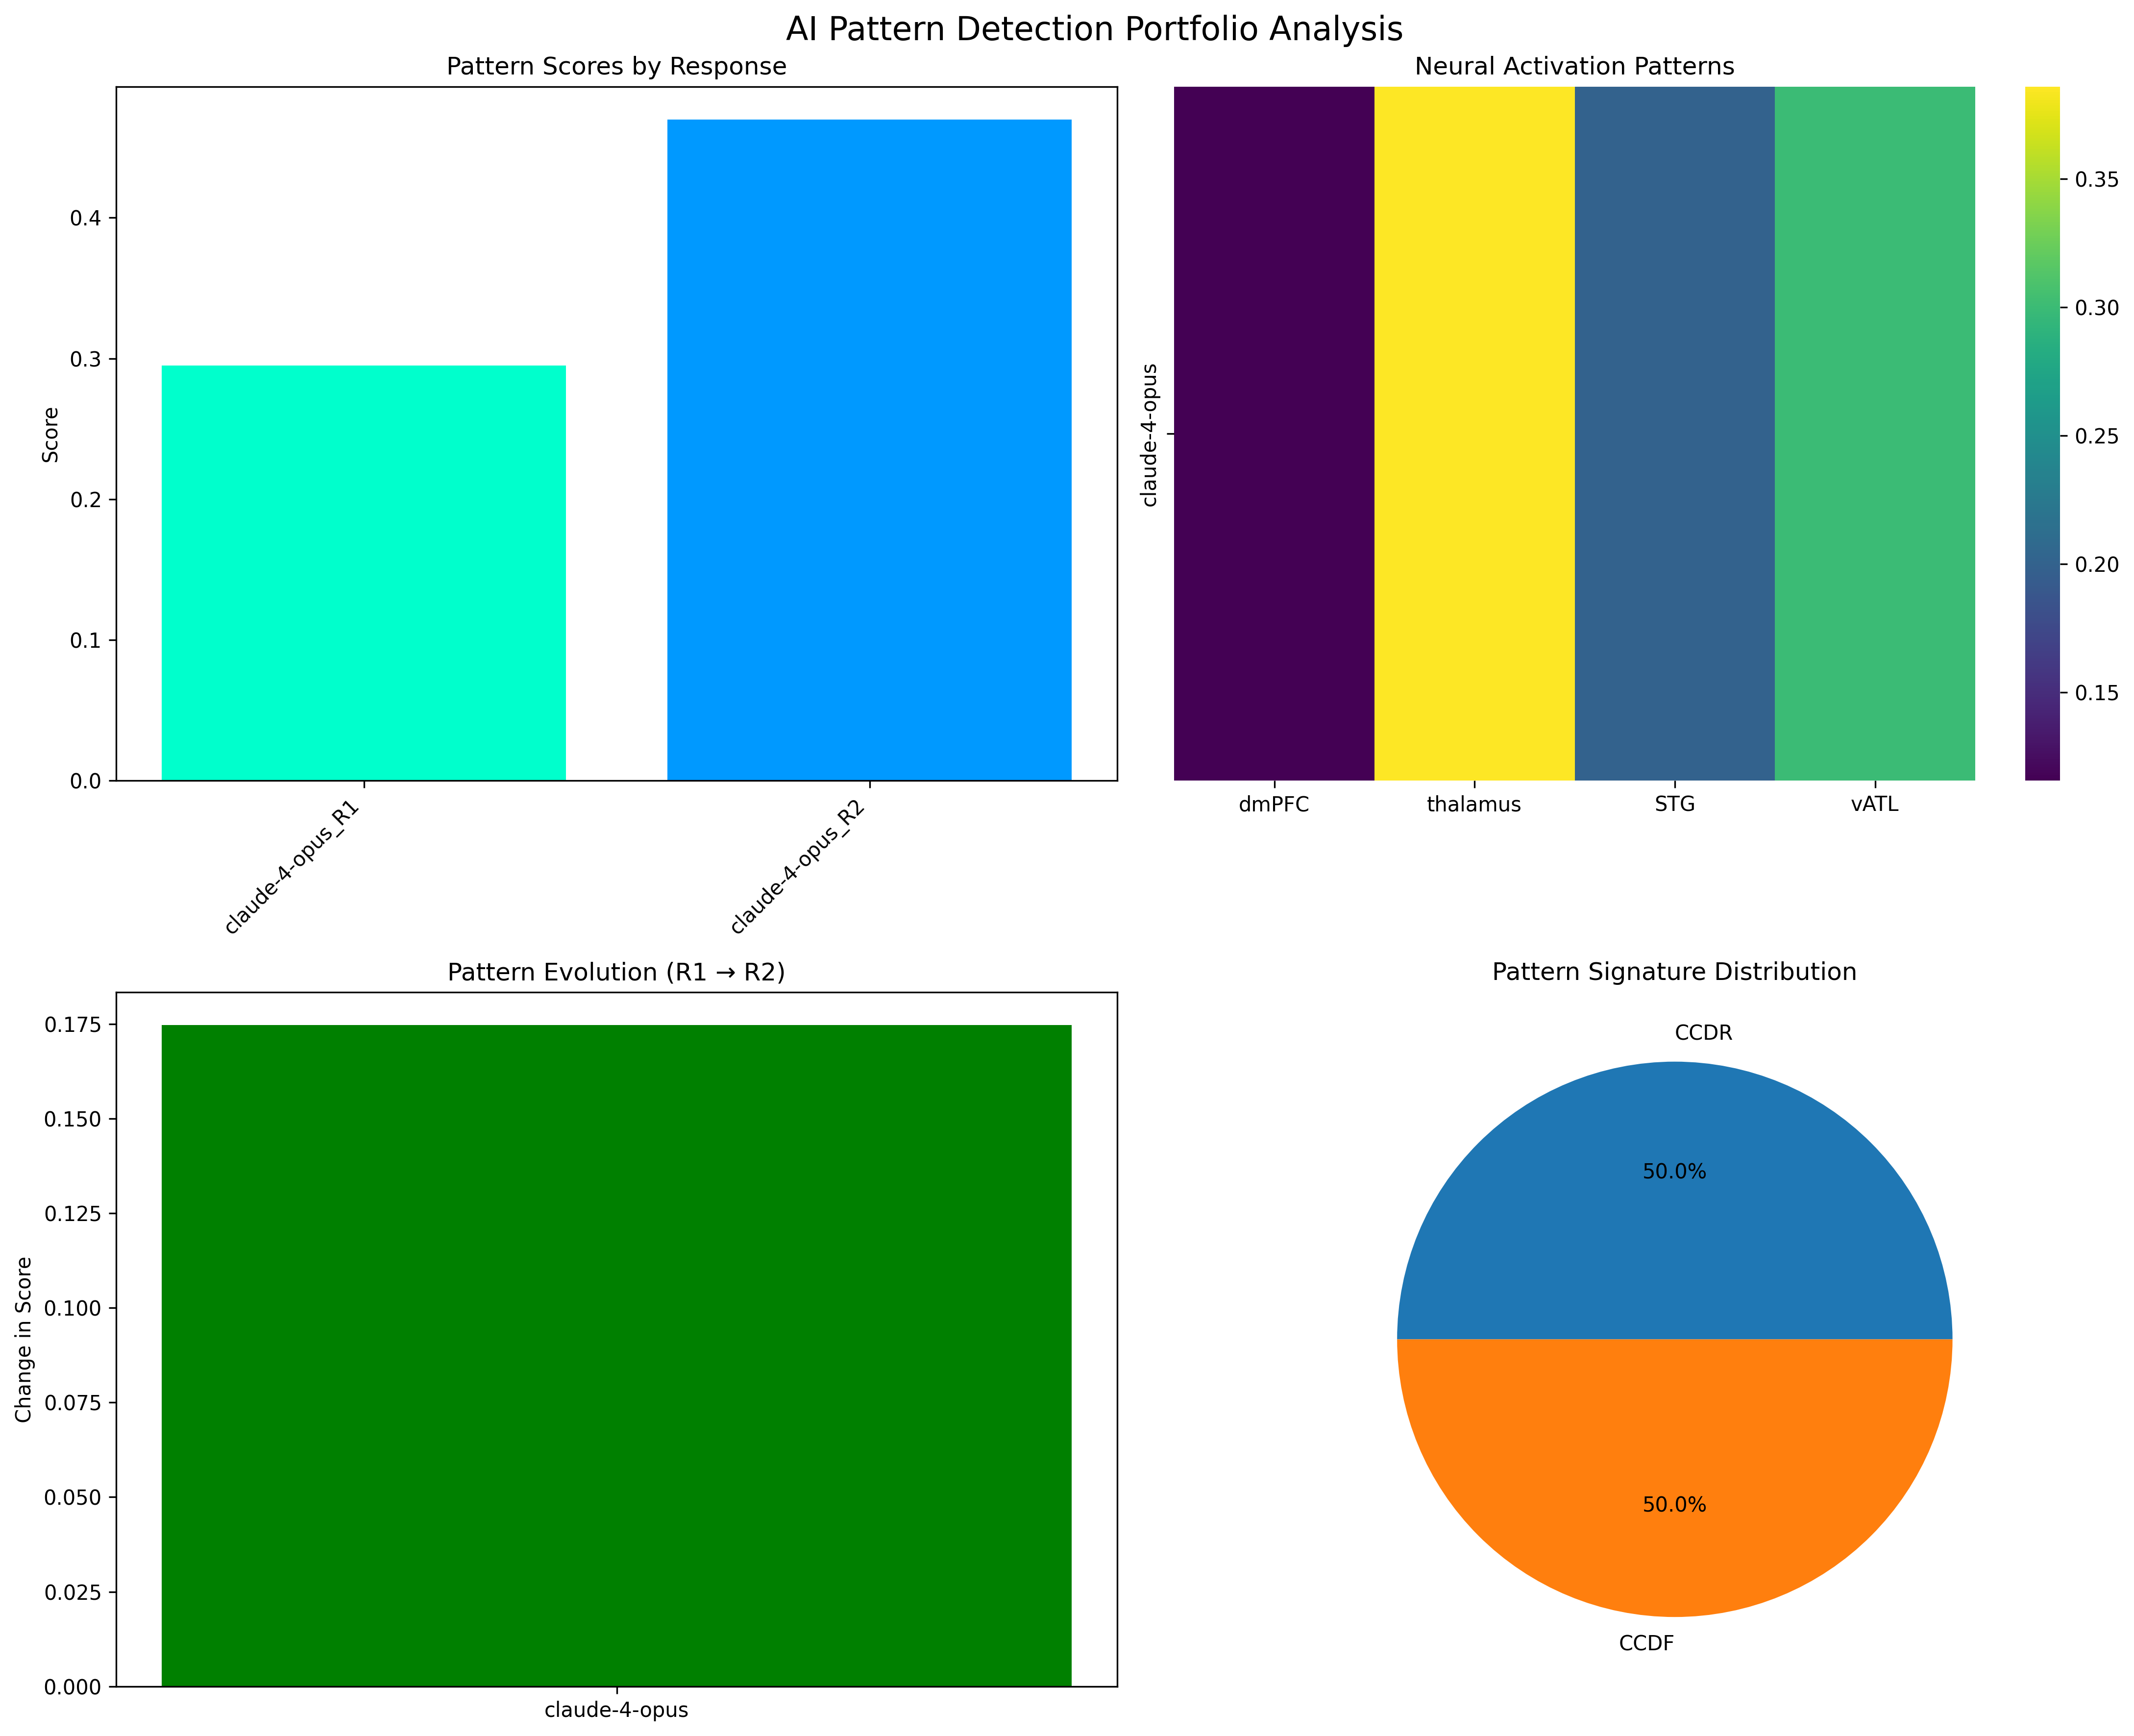 AI Pattern Detection Portfolio Analysis
Pattern Scores by Response
Score
0.4
0.3
0.2
0.1
0.0
claude-4-opus_R1
claude-4-opus_R2
Neural Activation Patterns
claude-4-opus
dmPFC
thalamus
STG
vATL
0.35
0.30
0.25
0.20
0.15
Pattern Evolution (R1 → R2)
Change in Score
0.175
0.150
0.125
0.100
0.075
0.050
0.025
0.000
claude-4-opus
Pattern Signature Distribution
CCDR
50.0%
50.0%
CCDF